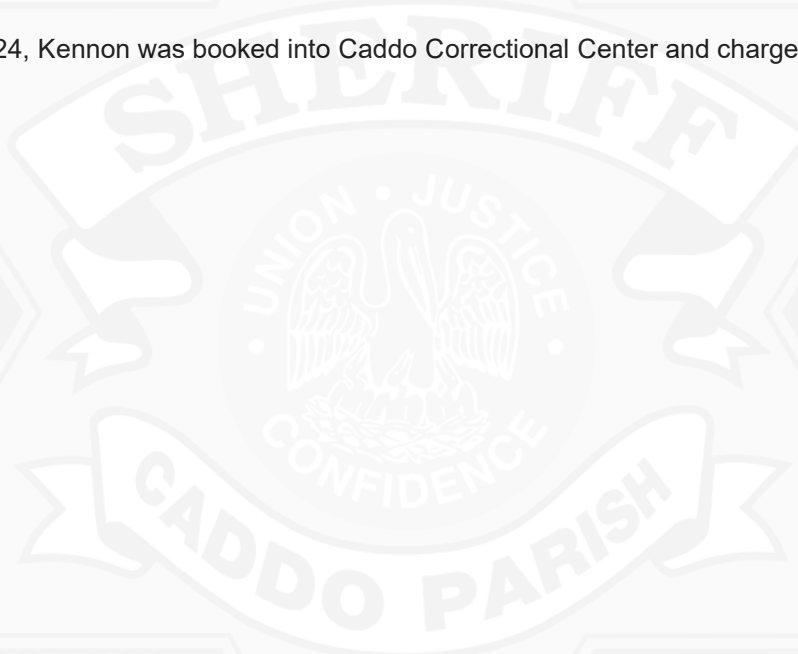 24, Kennon was booked into Caddo Correctional Center and charge
SHERIFF
UNION • JUSTICE •
CONFIDENCE •
CADDO PARISH